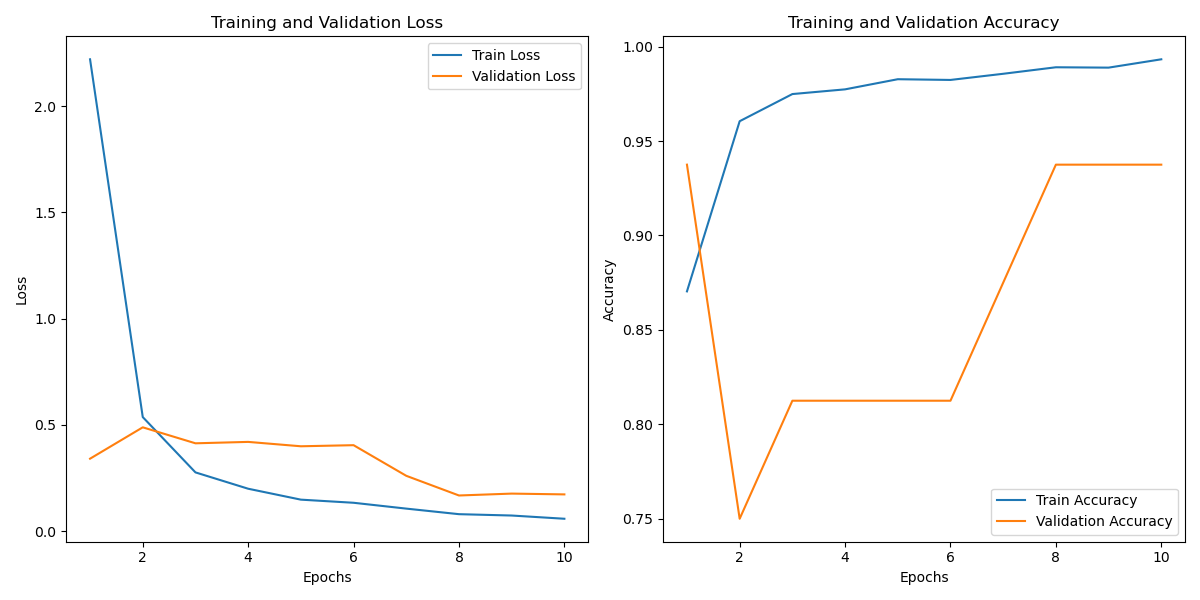 Training and Validation Loss
Train Loss
Validation Loss
2.0
1.5
1.0
0.5
0.0
Loss
2 4 6 8 10
Epochs
Training and Validation Accuracy
1.00
0.95
0.90
0.85
0.80
0.75
Accuracy
Train Accuracy
Validation Accuracy
2 4 6 8 10
Epochs